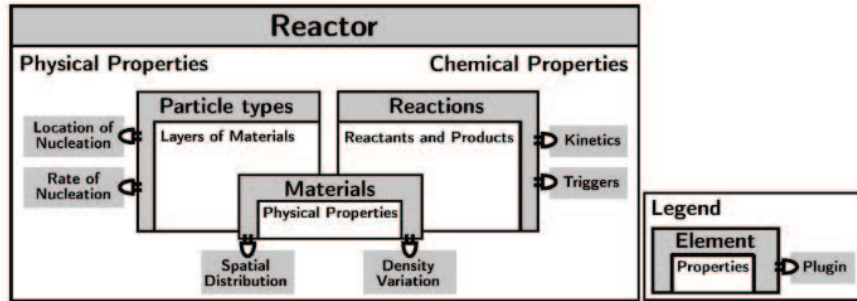 Reactor
Physical Properties
Chemical Properties
Particle types
Reactions
Location of
Nucleation
Layers of Materials
Reactants and Products
Kinetics
Rate of
Nucleation
Triggers
Materials
Physical Properties
Spatial
Distribution
Density
Variation
Legend
Element
Properties
Plugin